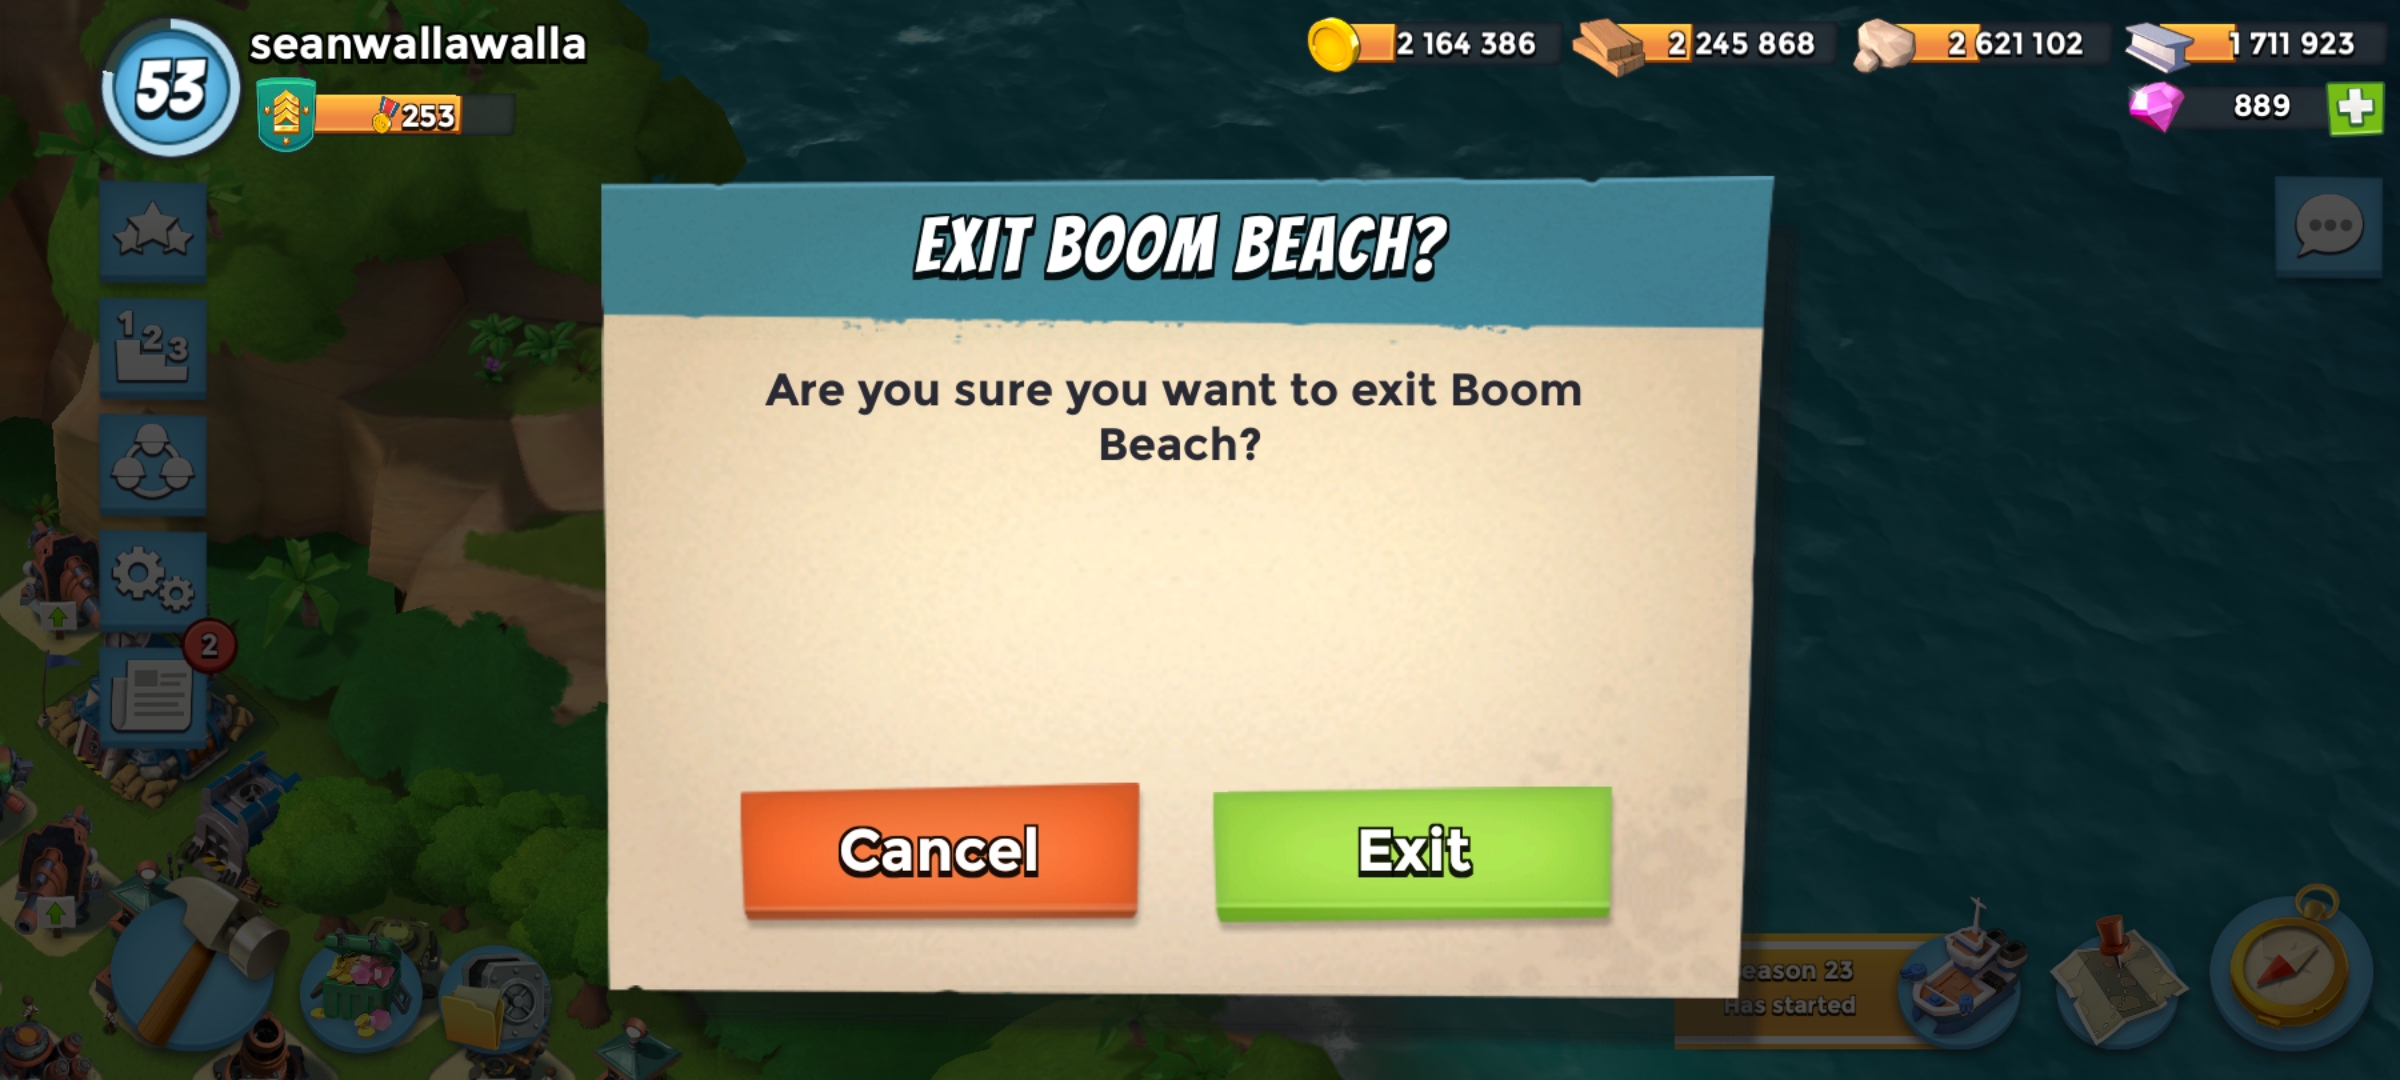 53
seanwallawalla
253
2 164 386
2 245 868
2 621 102
1 711 923
889
1 2 3
2
EXIT BOOM BEACH?
Are you sure you want to exit Boom
Beach?
Cancel
Exit
eason 23
Has started